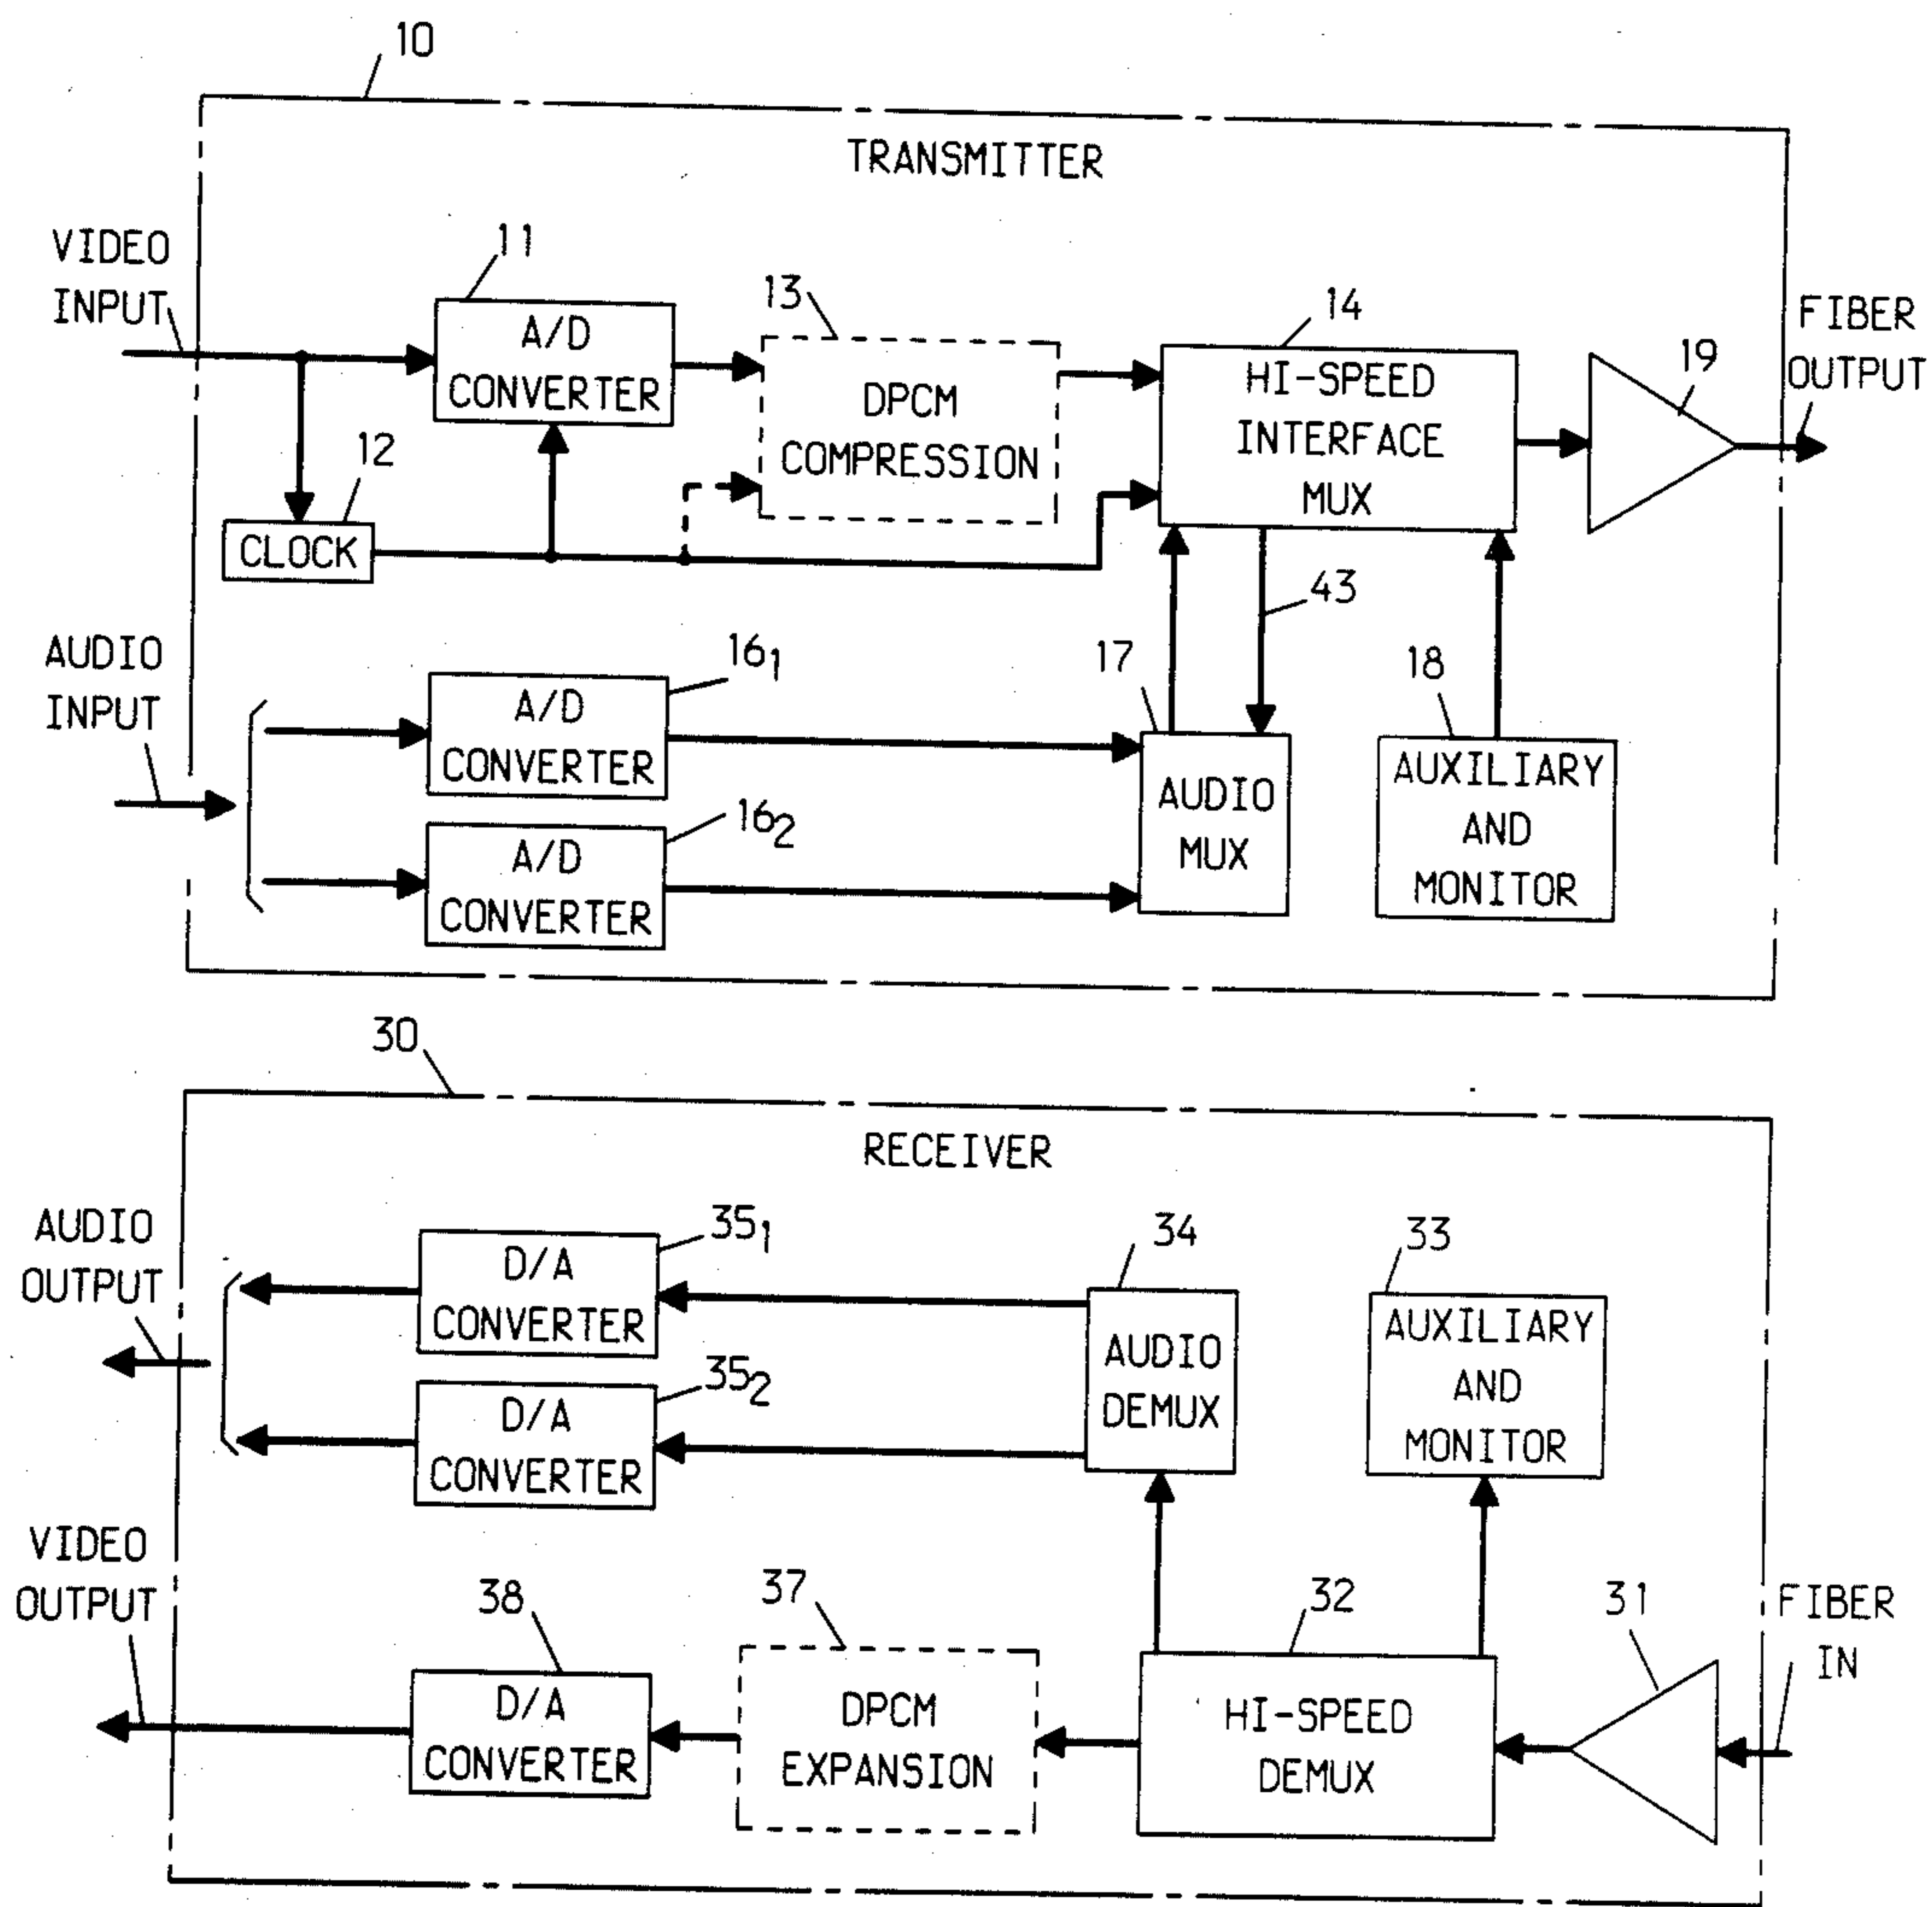 10
TRANSMITTER
VIDEO
INPUT
11
A/D
CONVERTER
12
CLOCK
13
DPCM
COMPRESSION
14
HI-SPEED
INTERFACE
MUX
19
FIBER
OUTPUT
43
AUDIO
INPUT
16₁
A/D
CONVERTER
16₂
A/D
CONVERTER
17
AUDIO
MUX
18
AUXILIARY
AND
MONITOR
30
RECEIVER
AUDIO
OUTPUT
35₁
D/A
CONVERTER
35₂
D/A
CONVERTER
34
AUDIO
DEMUX
33
AUXILIARY
AND
MONITOR
VIDEO
OUTPUT
38
D/A
CONVERTER
37
DPCM
EXPANSION
32
HI-SPEED
DEMUX
31
FIBER
IN